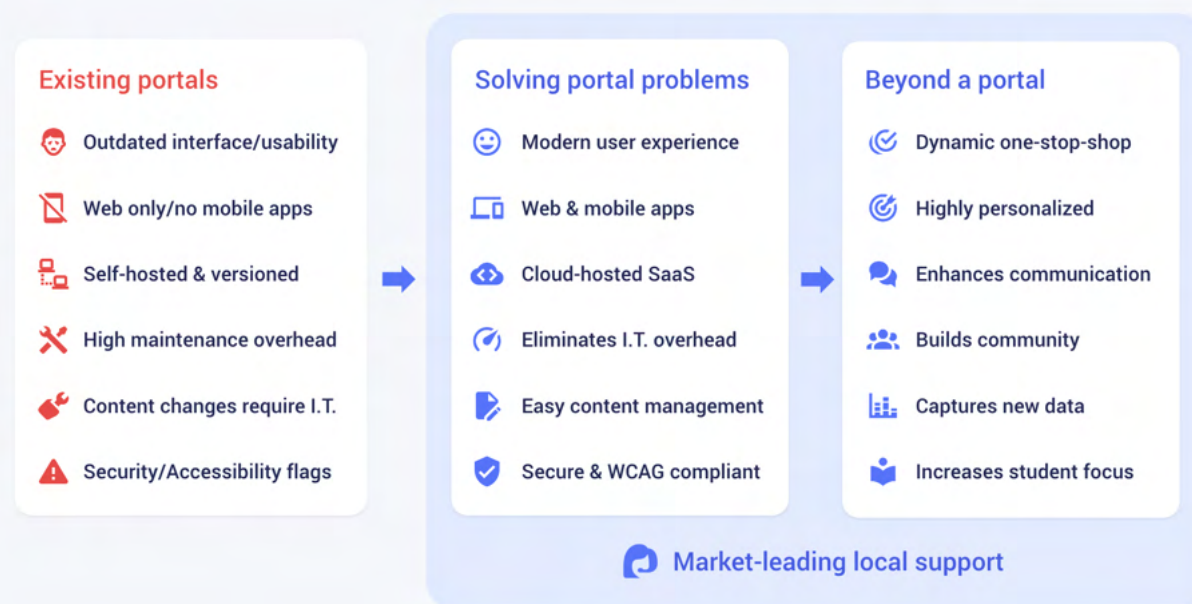 Existing portals
Outdated interface/usability
Web only/no mobile apps
Self-hosted & versioned
High maintenance overhead
Content changes require I.T.
Security/Accessibility flags
Solving portal problems
Modern user experience
Web & mobile apps
Cloud-hosted SaaS
Eliminates I.T. overhead
Easy content management
Secure & WCAG compliant
Beyond a portal
Dynamic one-stop-shop
Highly personalized
Enhances communication
Builds community
Captures new data
Increases student focus
Market-leading local support